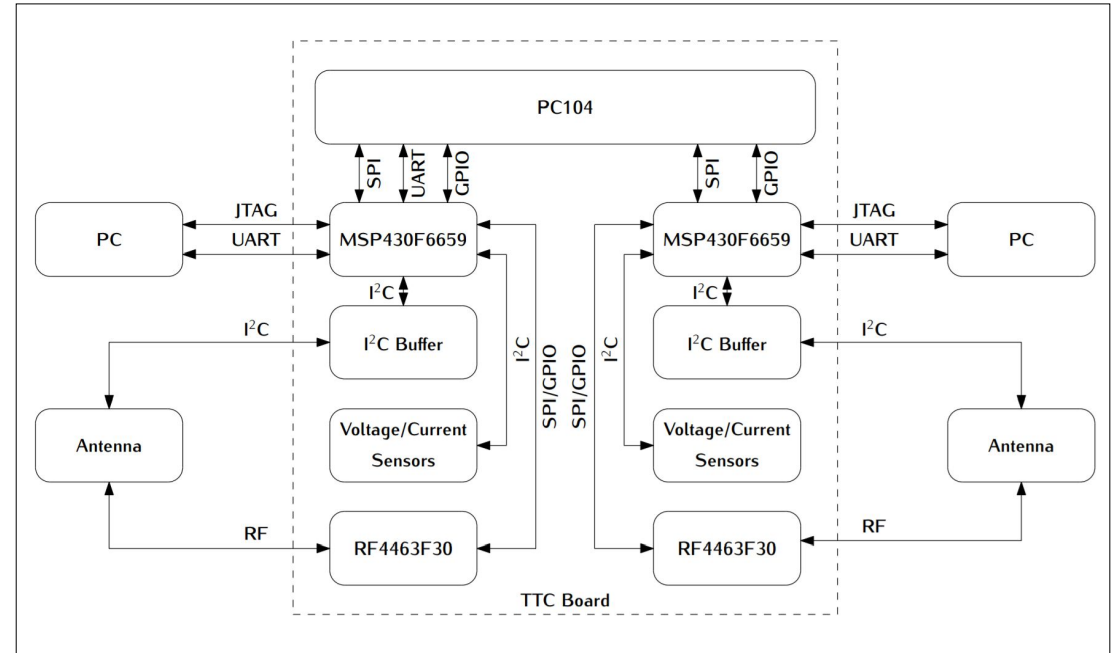 PC104
SPI
UART
GPIO
SPI
GPIO
PC
JTAG
UART
MSP430F6659
MSP430F6659
JTAG
UART
PC
I²C
I²C
I²C
I²C Buffer
I²C
SPI/GPIO
SPI/GPIO
I²C
I²C Buffer
I²C
Antenna
Voltage/Current
Sensors
Voltage/Current
Sensors
Antenna
RF
RF4463F30
RF4463F30
RF
TTC Board